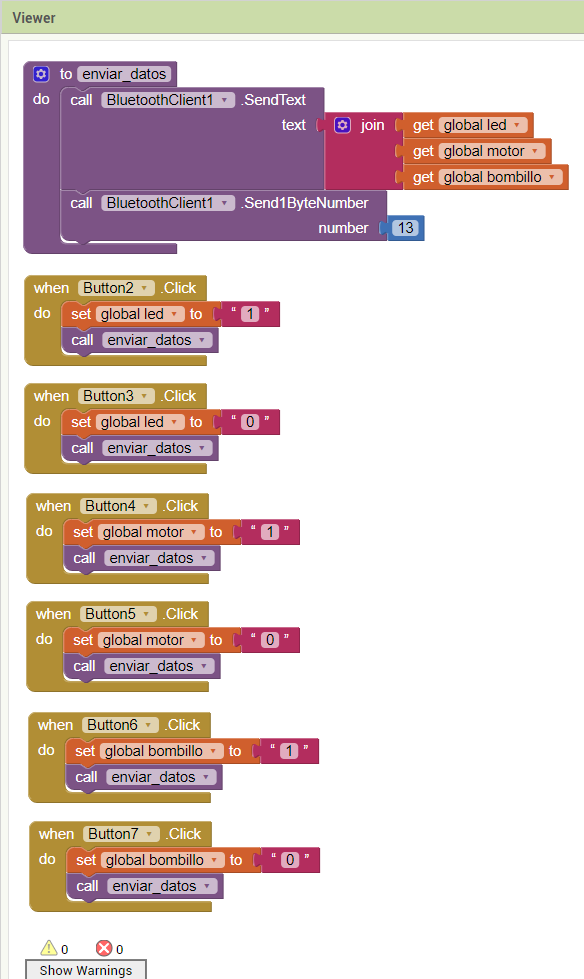 Viewer
to enviar_datos
do call BluetoothClient1 .SendText
text join get global led
get global motor
get global bombillo
call BluetoothClient1 .Send1ByteNumber
number 13
when Button2 .Click
do set global led to " 1 "
call enviar_datos
when Button3 .Click
do set global led to " 0 "
call enviar_datos
when Button4 .Click
do set global motor to " 1 "
call enviar_datos
when Button5 .Click
do set global motor to " 0 "
call enviar_datos
when Button6 .Click
do set global bombillo to " 1 "
call enviar_datos
when Button7 .Click
do set global bombillo to " 0 "
call enviar_datos
0 0
Show Warnings